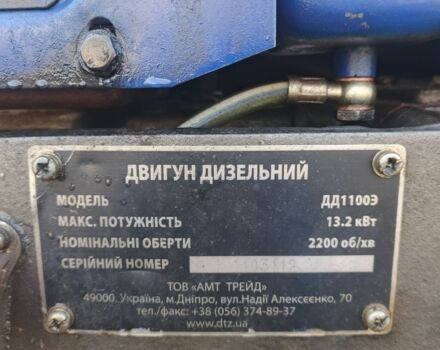 ДВИГУН ДИЗЕЛЬНИЙ
МОДЕЛЬ ДД1100Э
МАКС. ПОТУЖНІСТЬ 13.2 кВт
НОМІНАЛЬНІ ОБЕРТИ 2200 об/хв
СЕРІЙНИЙ НОМЕР
ТОВ «АМТ ТРЕЙД»
49000. Україна, м.Дніпро, вул.Надії Алексєєнко, 70
тел./факс: +38 (056) 374-89-37
www.dtz.ua